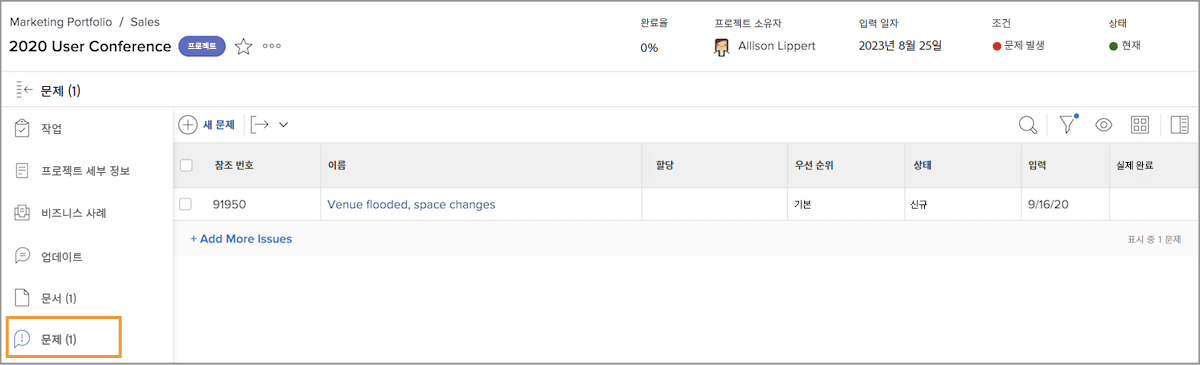 Marketing Portfolio / Sales
2020 User Conference 프로젝트
완료율
0%
프로젝트 소유자
Allison Lippert
입력 일자
2023년 8월 25일
조건
문제 발생
상태
현재
문제 (1)
작업
프로젝트 세부 정보
비즈니스 사례
업데이트
문서 (1)
문제 (1)
새 문제
참조 번호 이름 할당 우선 순위 상태 입력 실제 완료
91950 Venue flooded, space changes 기본 신규 9/16/20
+ Add More Issues
표시 중 1 문제